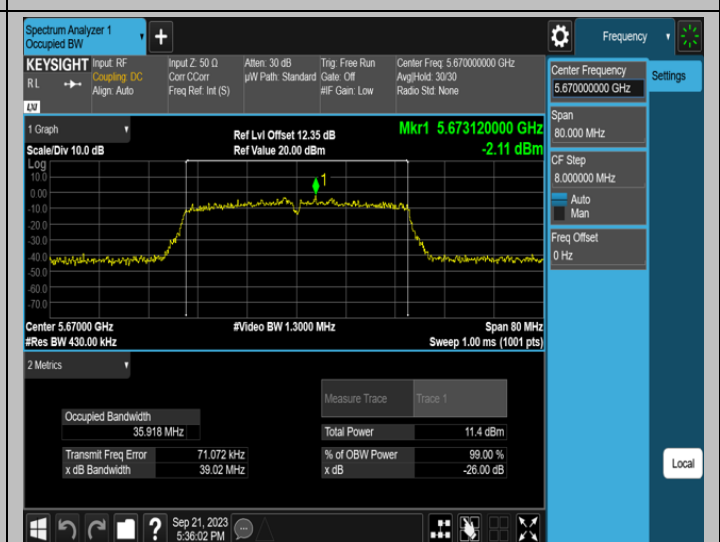 Spectrum Analyzer 1
Occupied BW
Frequency
KEYSIGHT
R L
LXI
Input: RF
Coupling: DC
Align: Auto
Input Z: 50 Ω
Corr CCorr
Freq Ref: Int (S)
Atten: 30 dB
µW Path: Standard
Trig: Free Run
Gate: Off
#IF Gain: Low
Center Freq: 5.670000000 GHz
Avg|Hold: 30/30
Radio Std: None
Center Frequency
5.670000000 GHz
Settings
Span
80.000 MHz
CF Step
8.000000 MHz
Auto
Man
Freq Offset
0 Hz
1 Graph
Scale/Div 10.0 dB
Ref Lvl Offset 12.35 dB
Ref Value 20.00 dBm
Mkr1 5.673120000 GHz
-2.11 dBm
Log
10.0
0.00
-10.0
-20.0
-30.0
-40.0
-50.0
-60.0
-70.0
1
Center 5.67000 GHz
#Res BW 430.00 kHz
#Video BW 1.3000 MHz
Span 80 MHz
Sweep 1.00 ms (1001 pts)
2 Metrics
Measure Trace Trace 1
Occupied Bandwidth
35.918 MHz
Total Power 11.4 dBm
Transmit Freq Error 71.072 kHz
% of OBW Power 99.00 %
x dB Bandwidth 39.02 MHz
x dB -26.00 dB
Local
?
Sep 21, 2023
5:36:02 PM